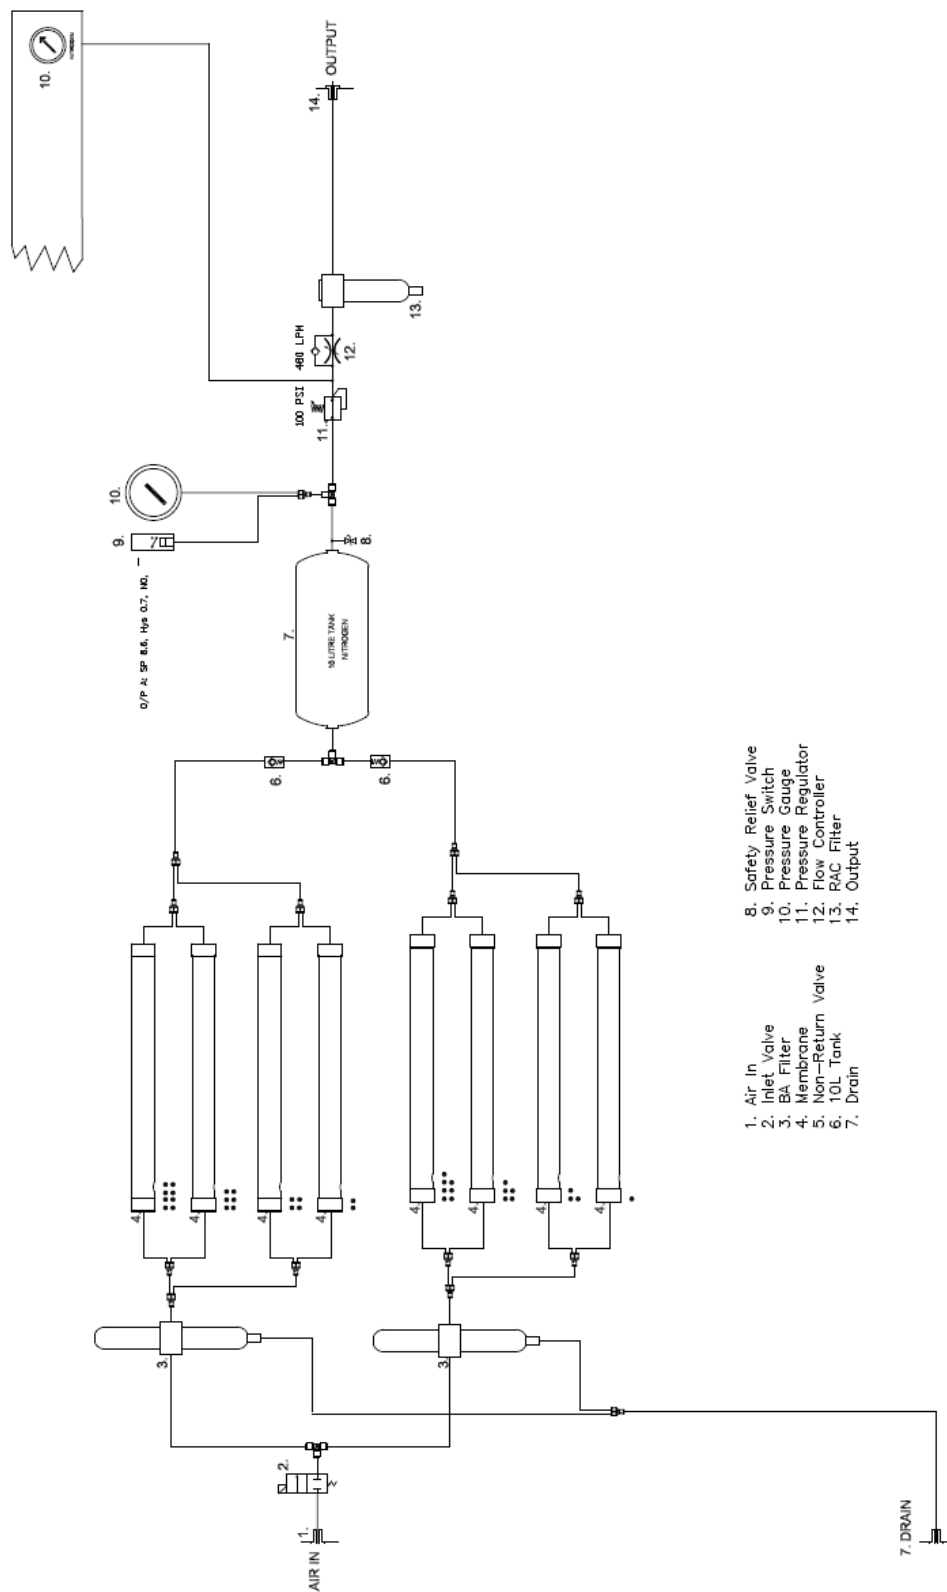 10.
NITROGEN
14.
OUTPUT
13.
480 LPH
12.
100 PSI
11.
10.
9.
O/P A: SP 8.6, Hys 0.7, NO,
8.
7.
10 LITRE TANK
NITROGEN
6.
6.
4.
4.
4.
4.
4.
4.
4.
4.
3.
3.
2.
1.
AIR IN
7. DRAIN
1. Air In
2. Inlet Valve
3. BA Filter
4. Membrane
5. Non-Return Valve
6. 10L Tank
7. Drain
8. Safety Relief Valve
9. Pressure Switch
10. Pressure Gauge
11. Pressure Regulator
12. Flow Controller
13. RAC Filter
14. Output